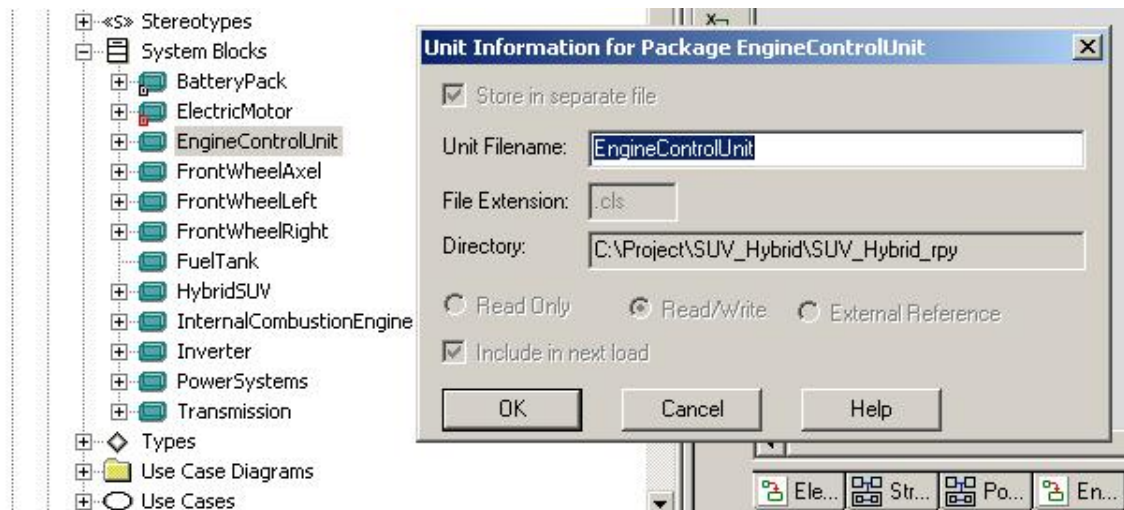 «S» Stereotypes
System Blocks
BatteryPack
ElectricMotor
EngineControlUnit
FrontWheelAxel
FrontWheelLeft
FrontWheelRight
FuelTank
HybridSUV
InternalCombustionEngine
Inverter
PowerSystems
Transmission
Types
Use Case Diagrams
Use Cases
Unit Information for Package EngineControlUnit
Store in separate file
Unit Filename: EngineControlUnit
File Extension: .cls
Directory: C:\Project\SUV_Hybrid\SUV_Hybrid_rpy
Read Only Read/Write External Reference
Include in next load
OK Cancel Help
Ele... Str... Po... En...